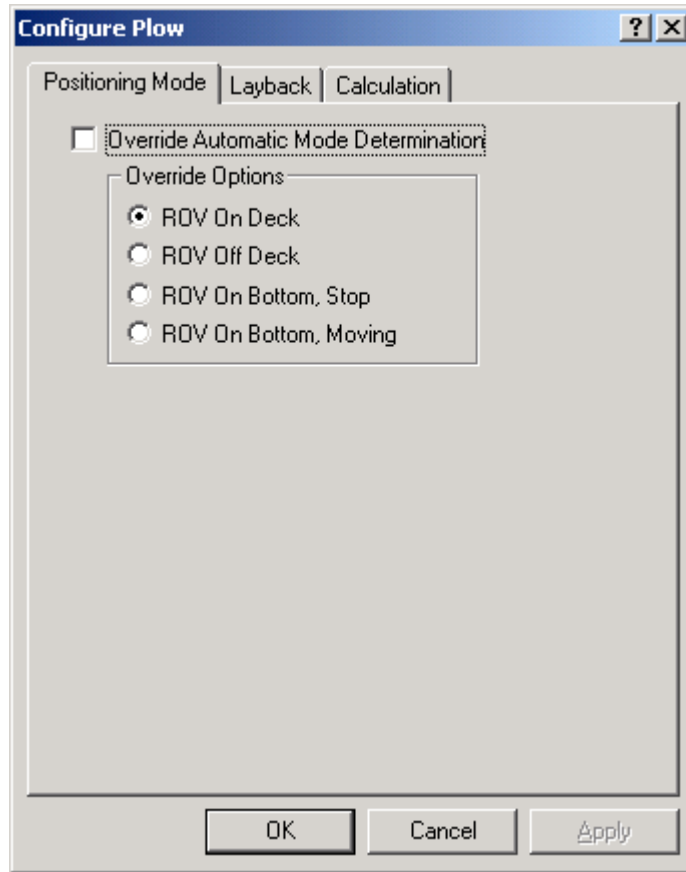 Configure Plow
Positioning Mode Layback Calculation
Override Automatic Mode Determination
Override Options
ROV On Deck
ROV Off Deck
ROV On Bottom, Stop
ROV On Bottom, Moving
OK Cancel Apply